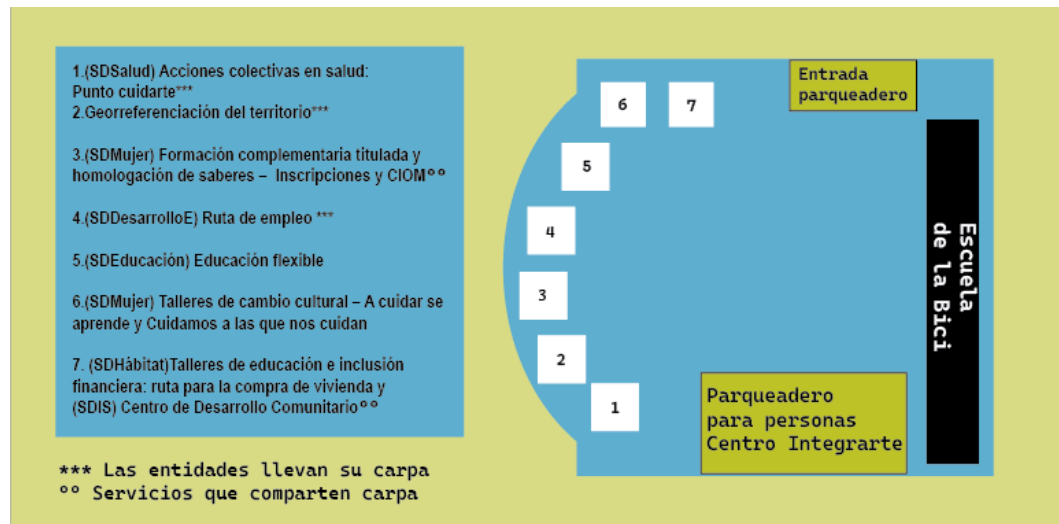 1.(SDSalud) Acciones colectivas en salud:
Punto cuidarte***
2.Georreferenciación del territorio***
3.(SDMujer) Formación complementaria titulada y
homologación de saberes – Inscripciones y CIOM°°
4.(SDDesarrolloE) Ruta de empleo ***
5.(SDEducación) Educación flexible
6.(SDMujer) Talleres de cambio cultural – A cuidar se
aprende y Cuidamos a las que nos cuidan
7. (SDHábitat)Talleres de educación e inclusión
financiera: ruta para la compra de vivienda y
(SDIS) Centro de Desarrollo Comunitario°°
*** Las entidades llevan su carpa
°° Servicios que comparten carpa
6
7
5
4
3
2
1
Entrada
parqueadero
Escuela
de la Bici
Parqueadero
para personas
Centro Integrarte